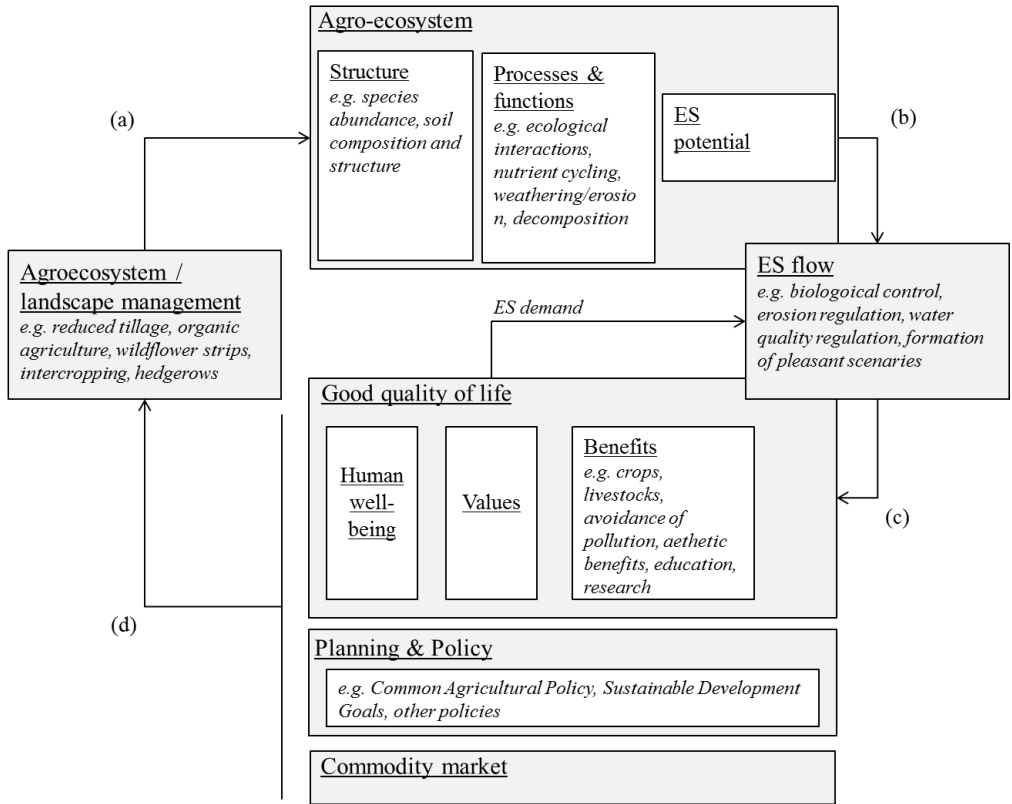 Agro-ecosystem
Structure
e.g. species
abundance, soil
composition and
structure
Processes &
functions
e.g. ecological
interactions,
nutrient cycling,
weathering/erosio
n, decomposition
ES
potential
(a)
(b)
Agroecosystem /
landscape management
e.g. reduced tillage, organic
agriculture, wildflower strips,
intercropping, hedgerows
ES flow
e.g. biologoical control,
erosion regulation, water
quality regulation, formation
of pleasant scenaries
ES demand
Good quality of life
Human
well-
being
Values
Benefits
e.g. crops,
livestocks,
avoidance of
pollution, aethetic
benefits, education,
research
(c)
(d)
Planning & Policy
e.g. Common Agricultural Policy, Sustainable Development
Goals, other policies
Commodity market